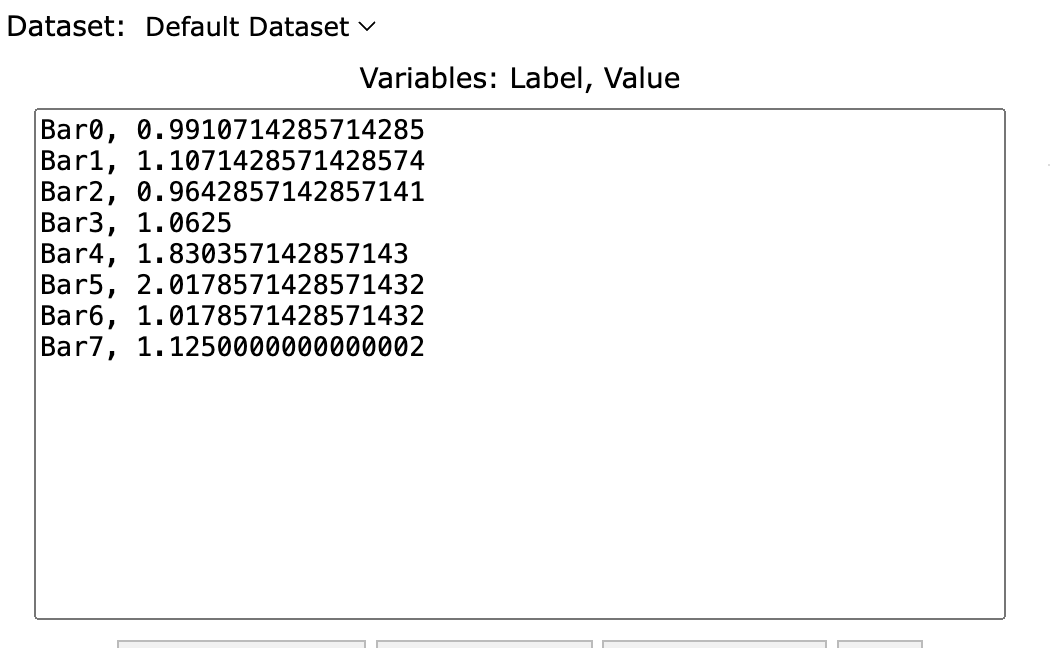 Dataset: Default Dataset
Variables: Label, Value
Bar0, 0.9910714285714285
Bar1, 1.1071428571428574
Bar2, 0.9642857142857141
Bar3, 1.0625
Bar4, 1.830357142857143
Bar5, 2.0178571428571432
Bar6, 1.0178571428571432
Bar7, 1.1250000000000002